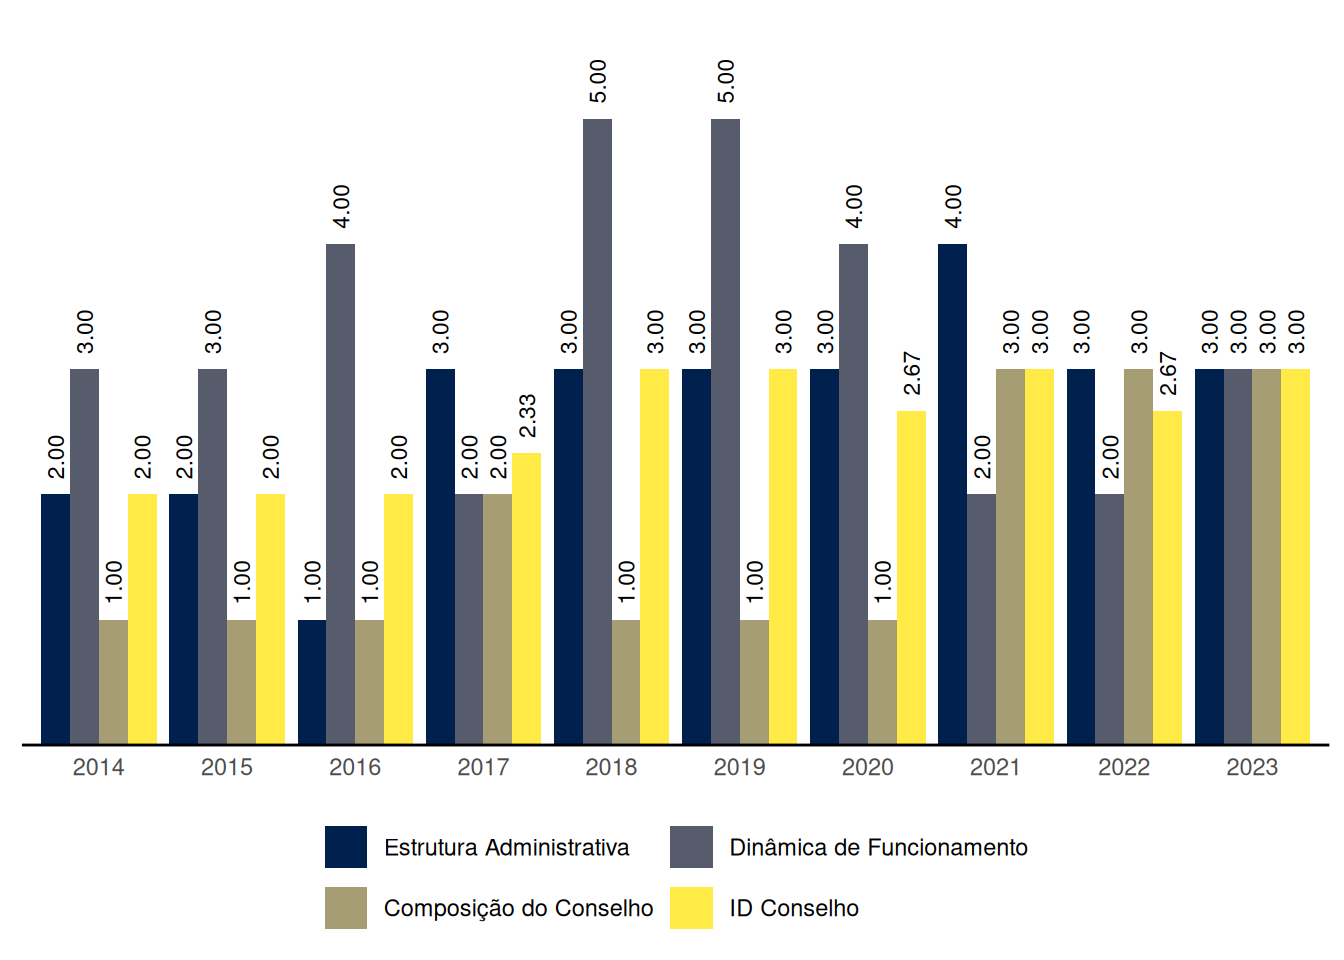 5.00 5.00
4.00 4.00 4.00
3.00 3.00 3.00 3.00 3.00 3.00 3.00 3.00 3.00 3.00 3.00 3.00 3.00 3.00 3.00 3.00
2.67 2.67
2.33
2.00 2.00 2.00 2.00 2.00 2.00 2.00 2.00 2.00
1.00 1.00 1.00 1.00 1.00 1.00 1.00
2014 2015 2016 2017 2018 2019 2020 2021 2022 2023
Estrutura Administrativa Dinâmica de Funcionamento
Composição do Conselho ID Conselho